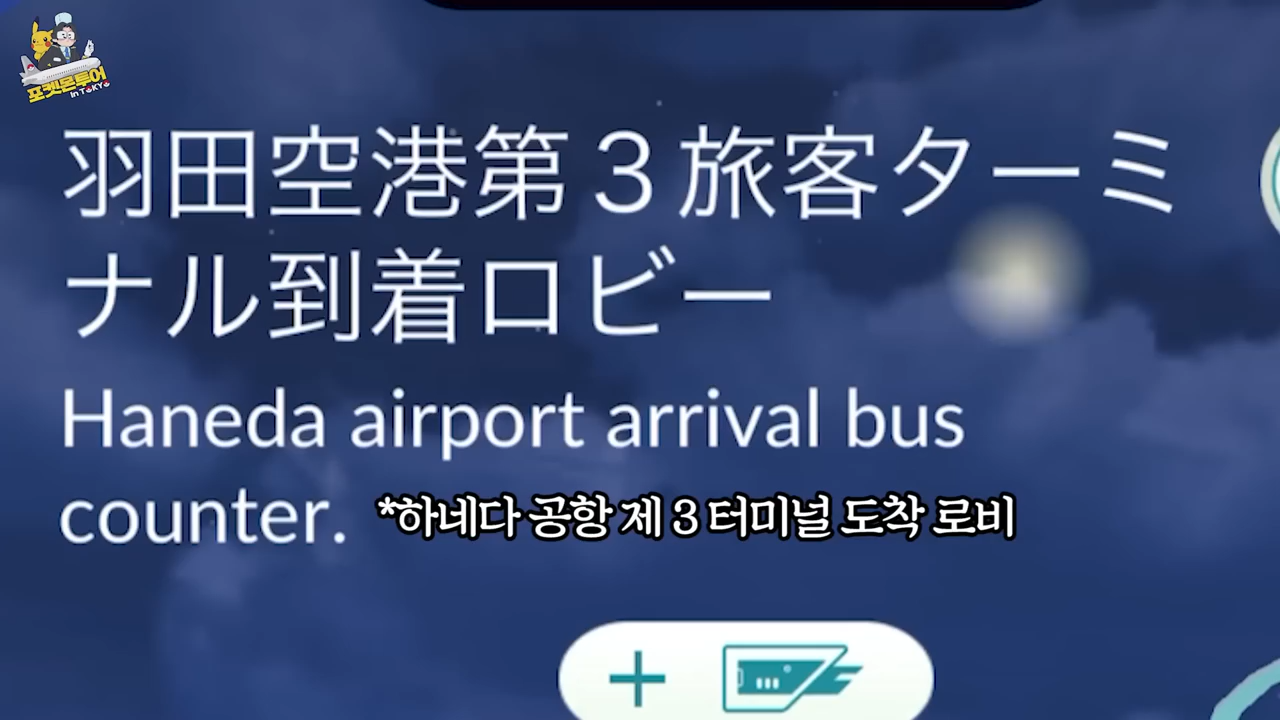 포켓몬투어
in TOKYO
羽田空港第３旅客ターミ
ナル到着ロビー
Haneda airport arrival bus
counter.
*하네다 공항 제 3 터미널 도착 로비